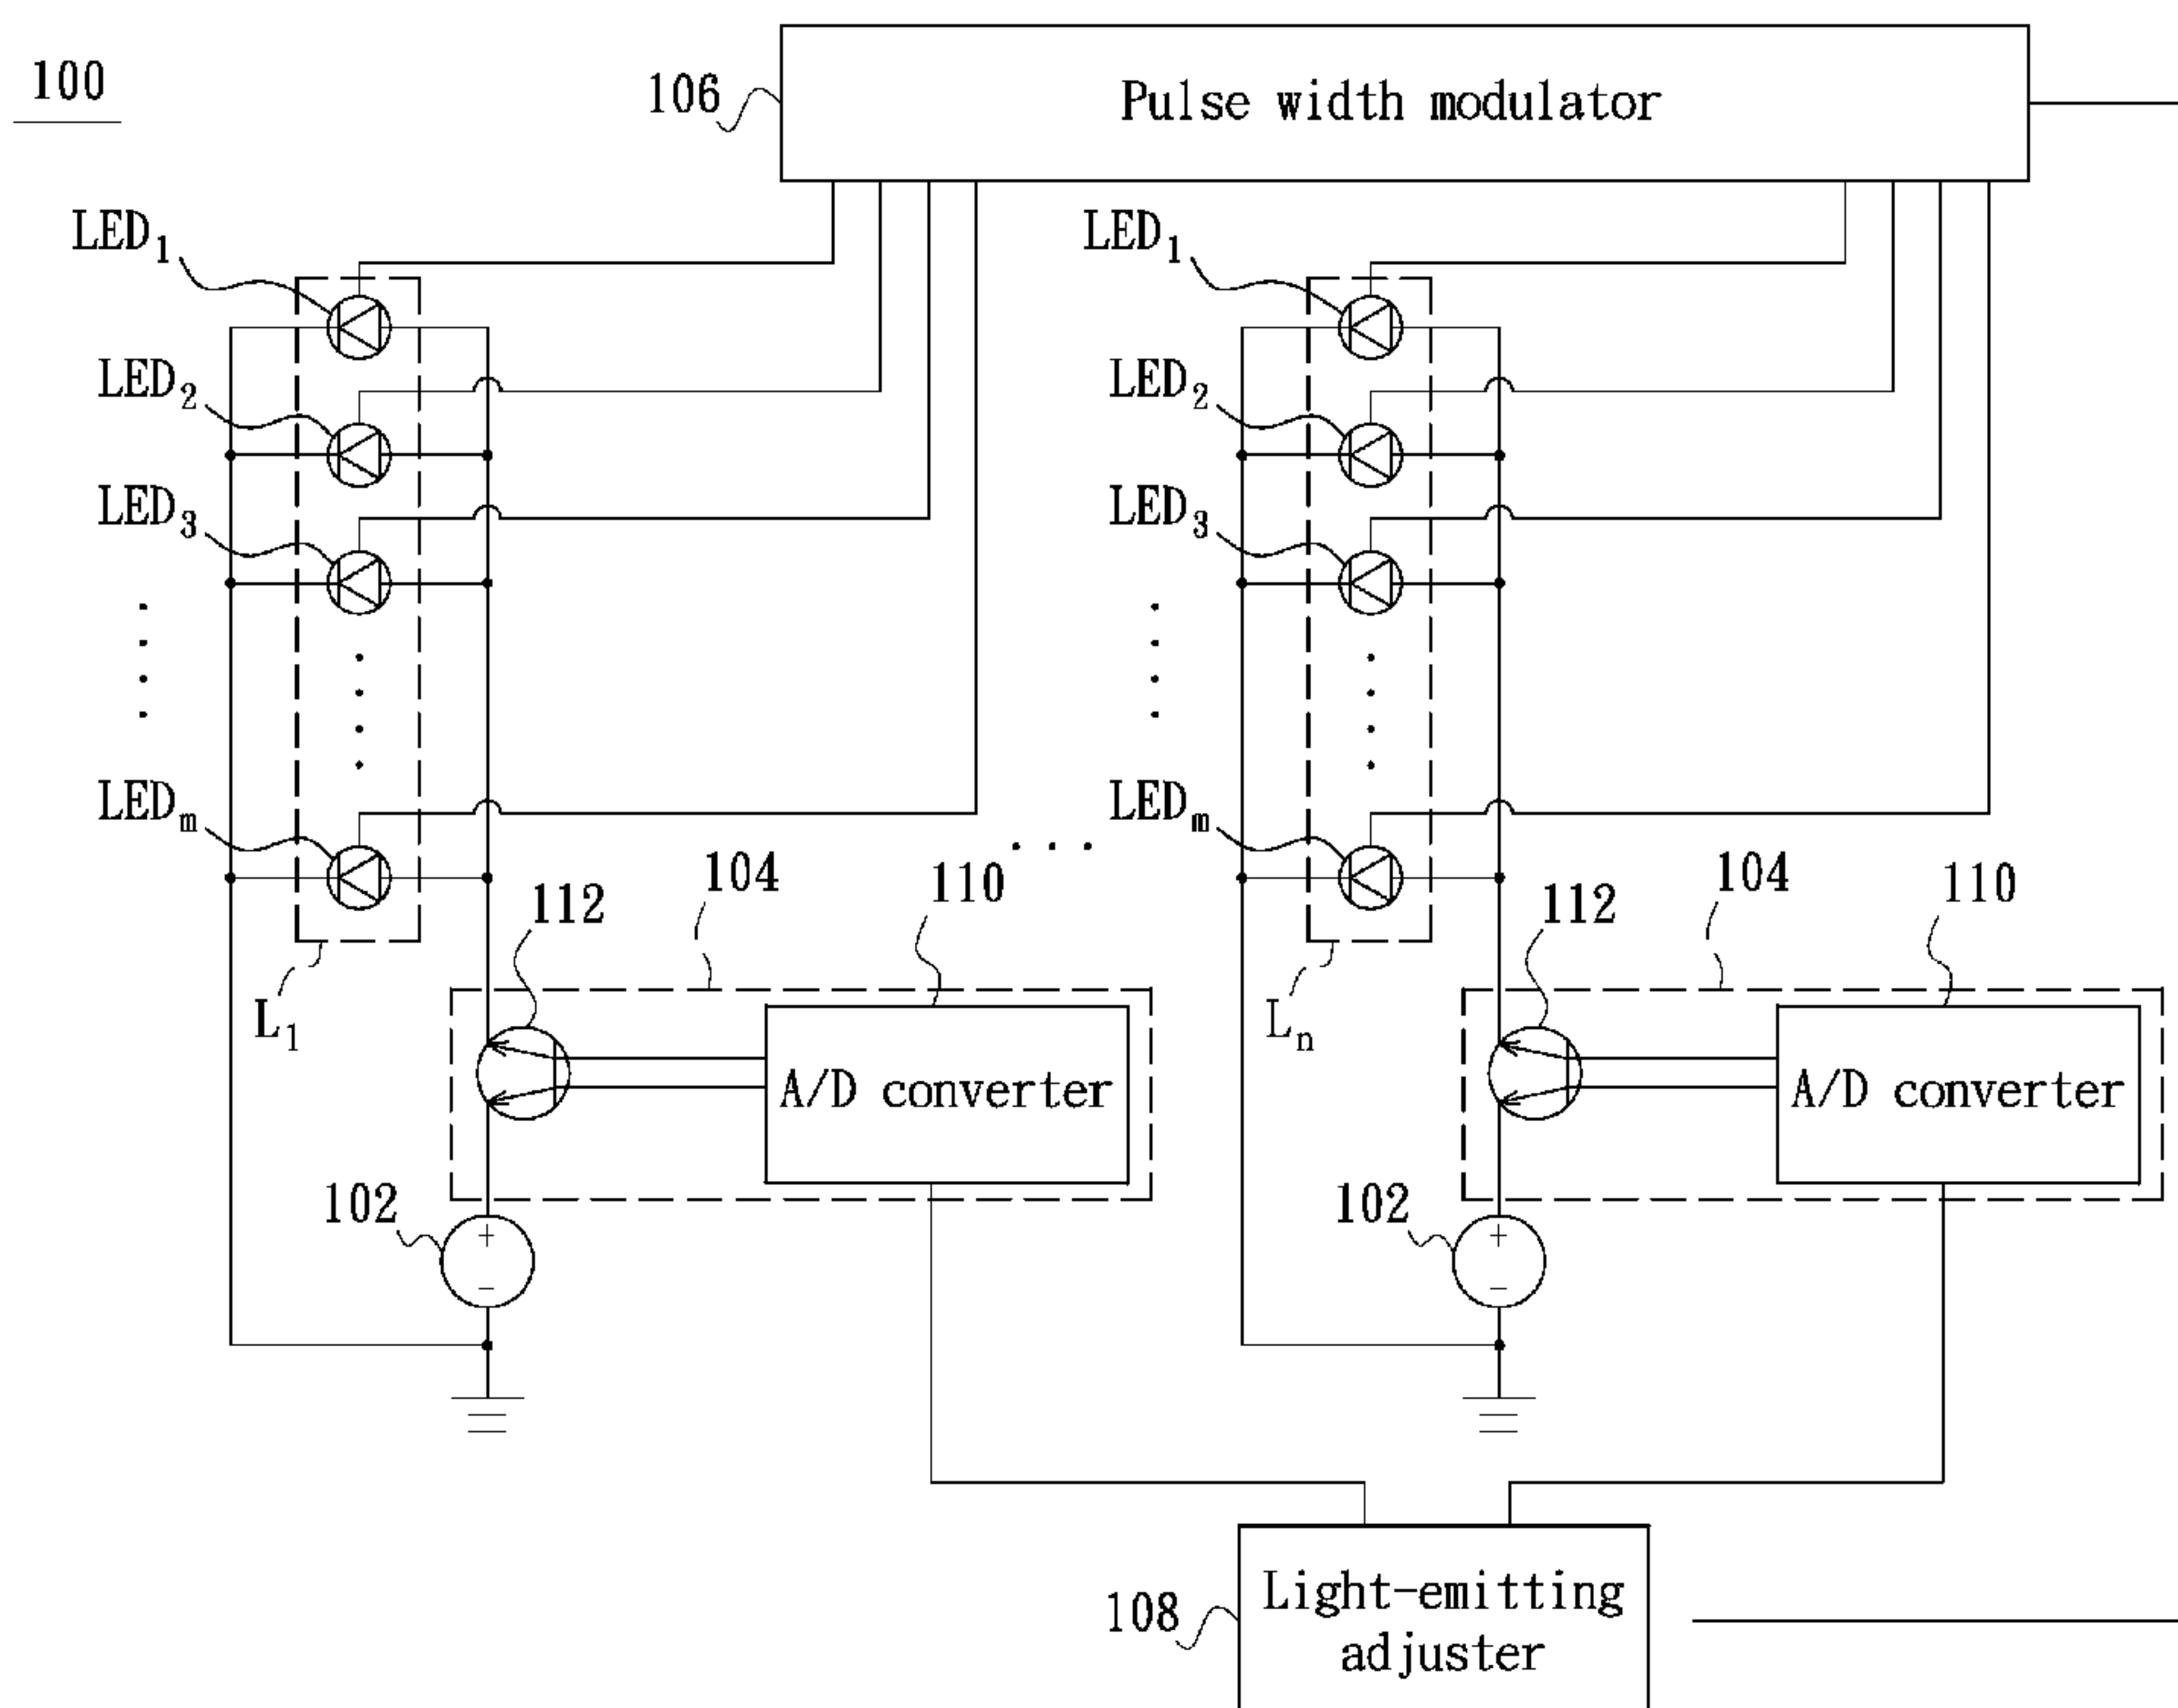 100
106
Pulse width modulator
LED₁
LED₂
LED₃
LEDₘ
L₁
112
104
110
A/D converter
102
+
−
LED₁
LED₂
LED₃
LEDₘ
Lₙ
112
104
110
A/D converter
102
+
−
108
Light-emitting
adjuster